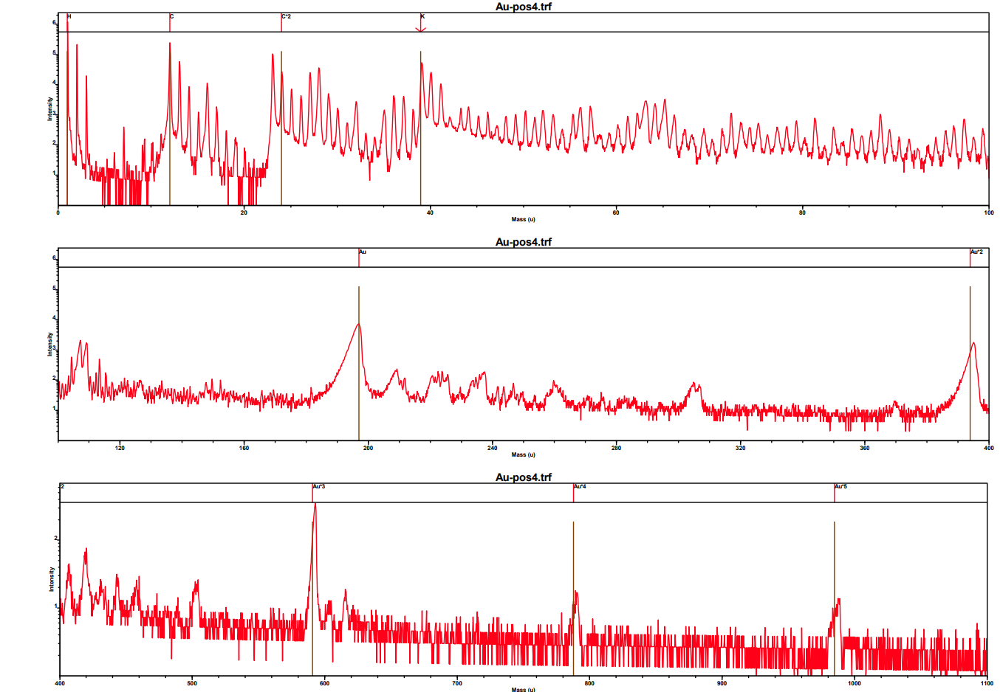 Au-pos4.trf
H C C*2 K
6
5
Intensity
4
3
2
1
0 20 40 60 80 100
Mass (u)
Au-pos4.trf
Au Au*2
6
5
Intensity
4
3
2
1
120 160 200 240 280 320 360 400
Mass (u)
Au-pos4.trf
2 Au*3 Au*4 Au*5
2
Intensity
1
400 500 600 700 800 900 1000 1100
Mass (u)